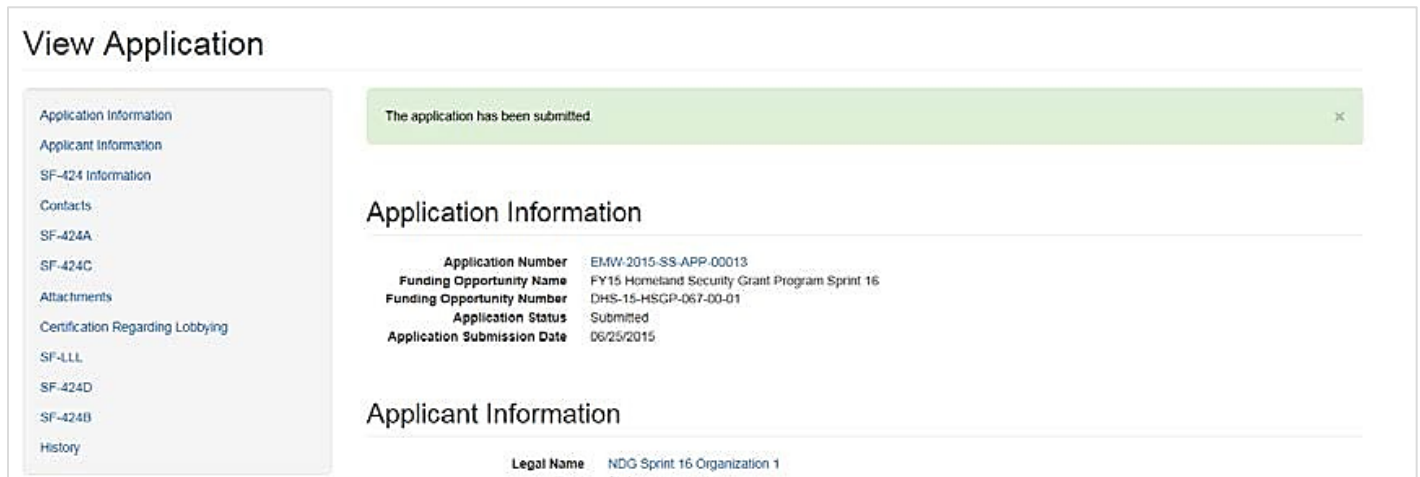 View Application
Application Information
Applicant Information
SF-424 Information
Contacts
SF-424A
SF-424C
Attachments
Certification Regarding Lobbying
SF-LLL
SF-424D
SF-424B
History
The application has been submitted
×
Application Information
Application Number EMW-2015-SS-APP-00013
Funding Opportunity Name FY15 Homeland Security Grant Program Sprint 16
Funding Opportunity Number DHS-15-HSGP-067-00-01
Application Status Submitted
Application Submission Date 06/25/2015
Applicant Information
Legal Name NDG Sprint 16 Organization 1